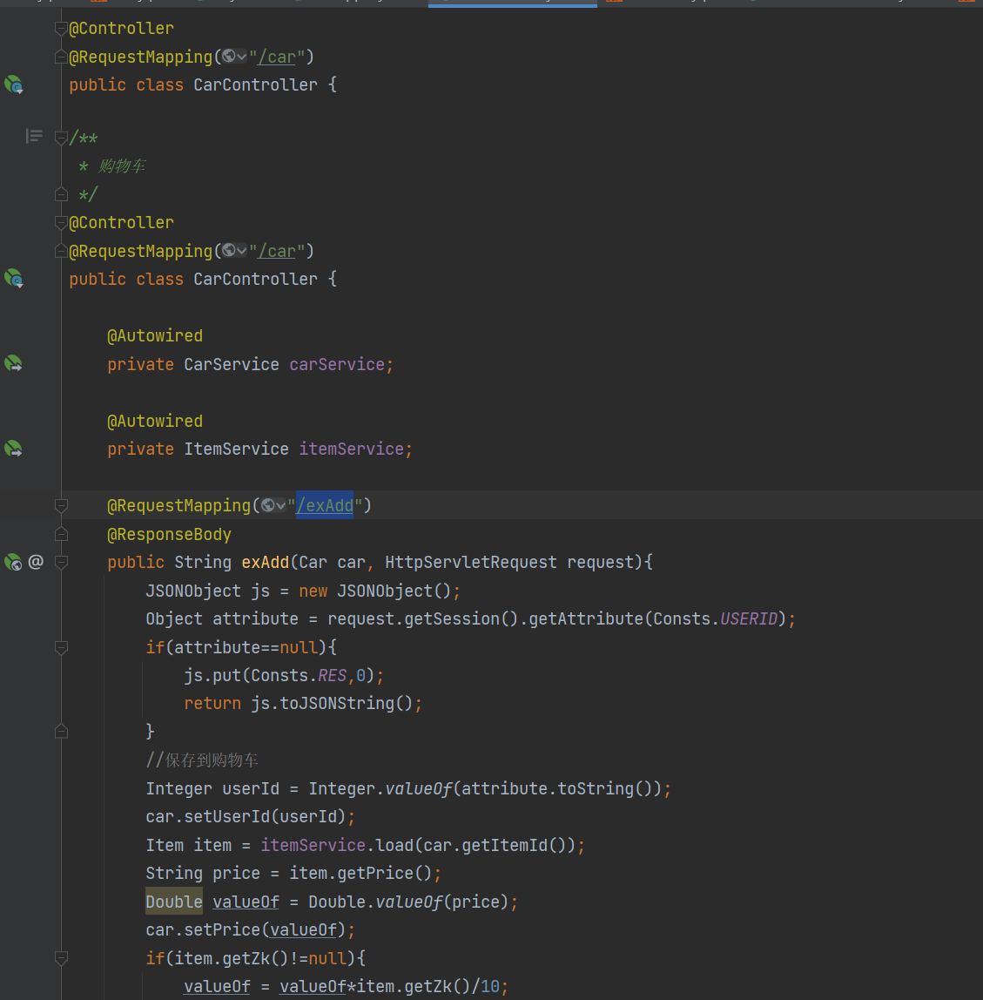 @Controller
@RequestMapping("/car")
public class CarController {
/**
* 购物车
*/
@Controller
@RequestMapping("/car")
public class CarController {
@Autowired
private CarService carService;
@Autowired
private ItemService itemService;
@RequestMapping("/exAdd")
@ResponseBody
public String exAdd(Car car, HttpServletRequest request){
JSONObject js = new JSONObject();
Object attribute = request.getSession().getAttribute(Consts.USERID);
if(attribute==null){
js.put(Consts.RES,0);
return js.toJSONString();
}
//保存到购物车
Integer userId = Integer.valueOf(attribute.toString());
car.setUserId(userId);
Item item = itemService.load(car.getItemId());
String price = item.getPrice();
Double valueOf = Double.valueOf(price);
car.setPrice(valueOf);
if(item.getZk()!=null){
valueOf = valueOf*item.getZk()/10;